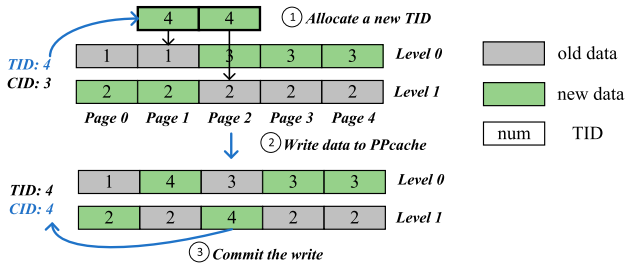 4 4 ① Allocate a new TID
TID: 4
CID: 3
1 1 3 3 3 Level 0
2 2 2 2 2 Level 1
Page 0 Page 1 Page 2 Page 3 Page 4
② Write data to PPcache
1 4 3 3 3 Level 0
2 2 4 2 2 Level 1
TID: 4
CID: 4
③ Commit the write
old data
new data
num TID